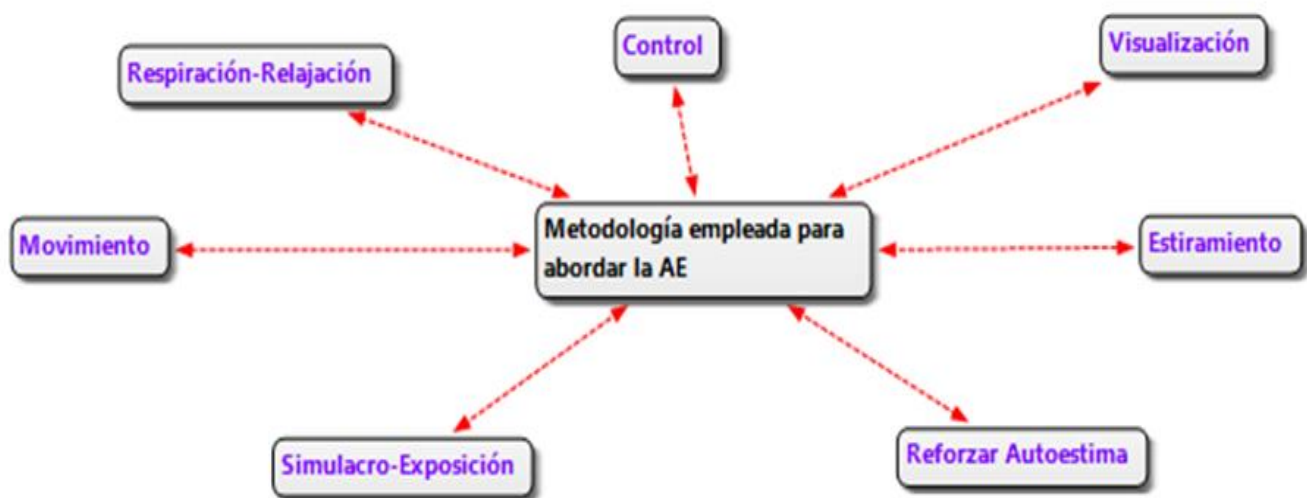 Control
Visualización
Respiración-Relajación
Metodología empleada para
abordar la AE
Movimiento
Estiramiento
Simulacro-Exposición
Reforzar Autoestima